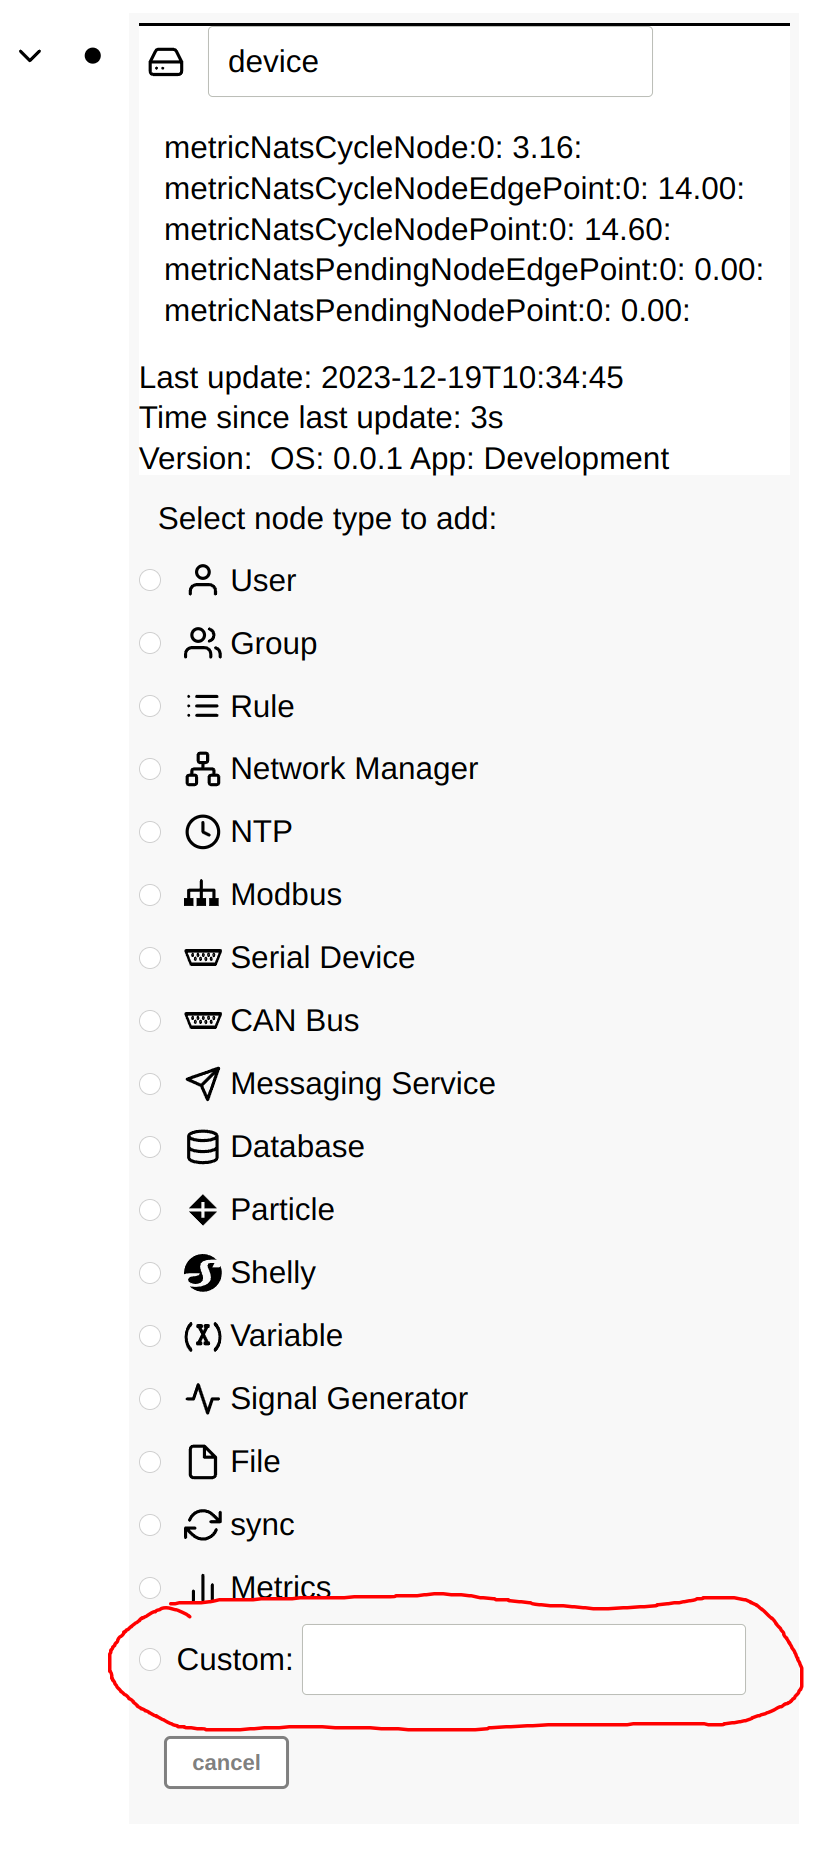 device
metricNatsCycleNode:0: 3.16:
metricNatsCycleNodeEdgePoint:0: 14.00:
metricNatsCycleNodePoint:0: 14.60:
metricNatsPendingNodeEdgePoint:0: 0.00:
metricNatsPendingNodePoint:0: 0.00:
Last update: 2023-12-19T10:34:45
Time since last update: 3s
Version:  OS: 0.0.1 App: Development
Select node type to add:
User
Group
Rule
Network Manager
NTP
Modbus
Serial Device
CAN Bus
Messaging Service
Database
Particle
Shelly
Variable
Signal Generator
File
sync
Metrics
Custom:
cancel